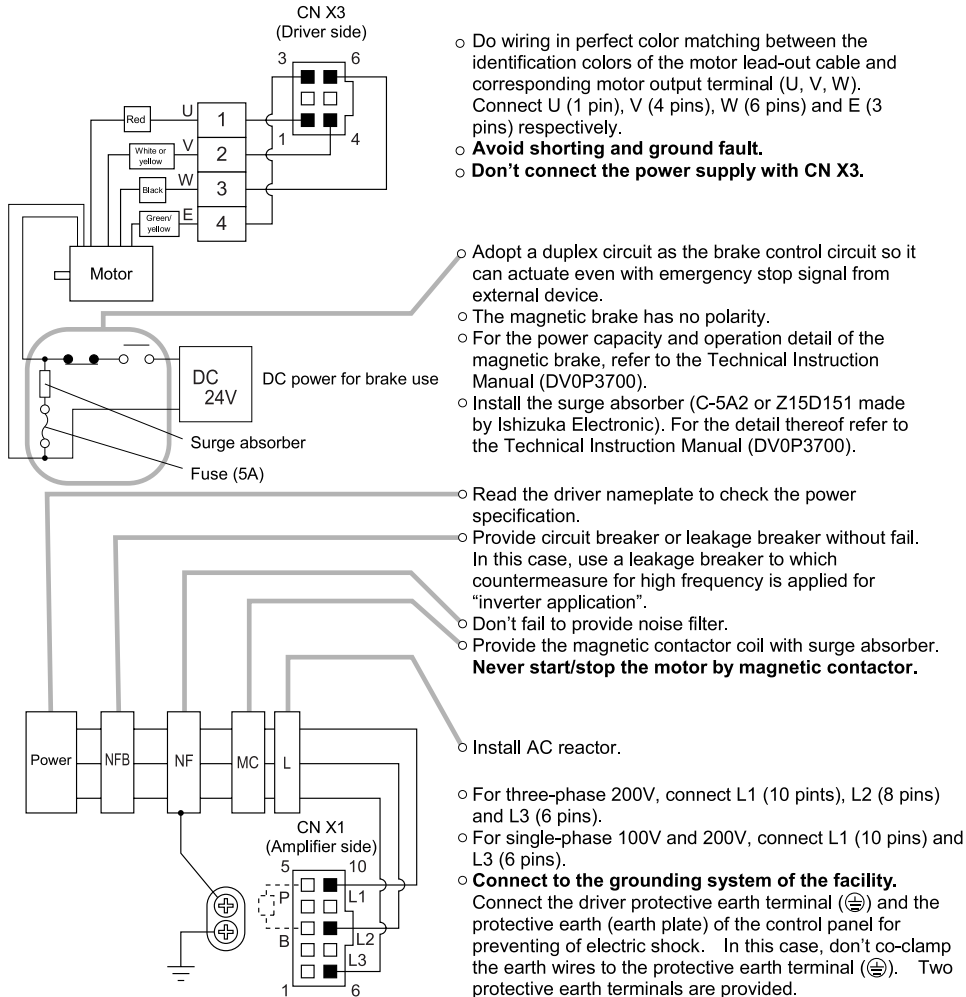 CN X3
(Driver side)
3
6
1
4
Red
U
1
White or
yellow
V
2
Black
W
3
Green/
yellow
E
4
Motor
○ Do wiring in perfect color matching between the
identification colors of the motor lead-out cable and
corresponding motor output terminal (U, V, W).
Connect U (1 pin), V (4 pins), W (6 pins) and E (3
pins) respectively.
○ Avoid shorting and ground fault.
○ Don't connect the power supply with CN X3.
DC
24V
DC power for brake use
Surge absorber
Fuse (5A)
○ Adopt a duplex circuit as the brake control circuit so it
can actuate even with emergency stop signal from
external device.
○ The magnetic brake has no polarity.
○ For the power capacity and operation detail of the
magnetic brake, refer to the Technical Instruction
Manual (DV0P3700).
○ Install the surge absorber (C-5A2 or Z15D151 made
by Ishizuka Electronic). For the detail thereof refer to
the Technical Instruction Manual (DV0P3700).
○ Read the driver nameplate to check the power
specification.
○ Provide circuit breaker or leakage breaker without fail.
In this case, use a leakage breaker to which
countermeasure for high frequency is applied for
“inverter application”.
○ Don't fail to provide noise filter.
○ Provide the magnetic contactor coil with surge absorber.
Never start/stop the motor by magnetic contactor.
Power
NFB
NF
MC
L
○ Install AC reactor.
CN X1
(Amplifier side)
5
10
P
L1
B
L2
L3
1
6
○ For three-phase 200V, connect L1 (10 pints), L2 (8 pins)
and L3 (6 pins).
○ For single-phase 100V and 200V, connect L1 (10 pins) and
L3 (6 pins).
○ Connect to the grounding system of the facility.
Connect the driver protective earth terminal (⏚) and the
protective earth (earth plate) of the control panel for
preventing of electric shock. In this case, don't co-clamp
the earth wires to the protective earth terminal (⏚). Two
protective earth terminals are provided.